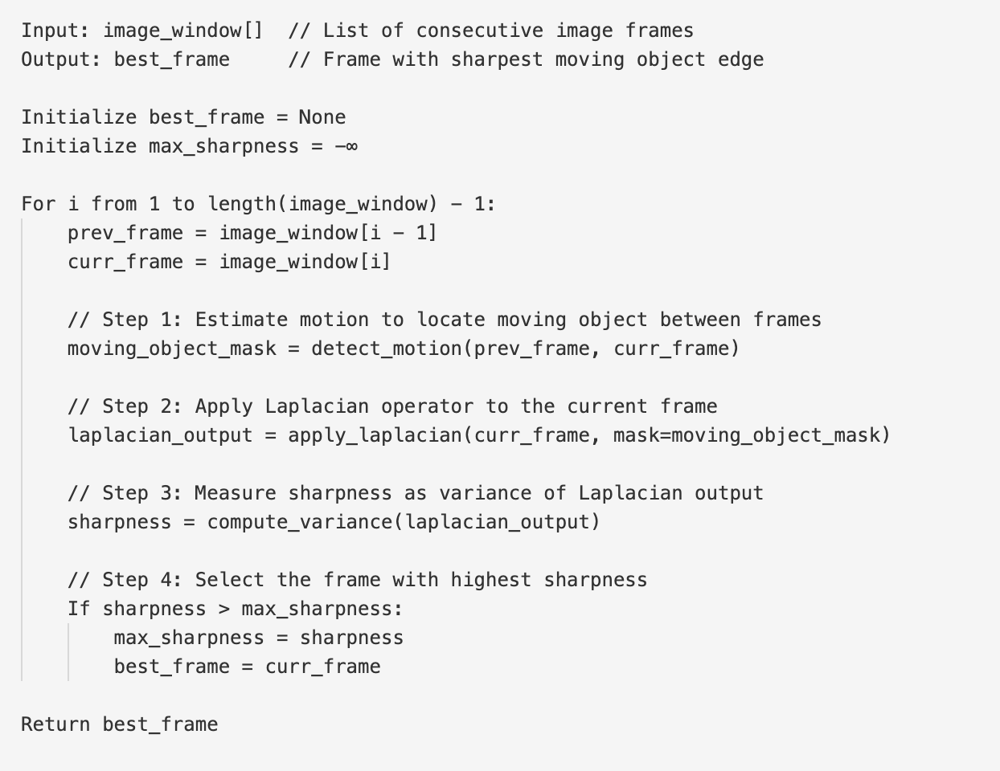 Input: image_window[]  // List of consecutive image frames
Output: best_frame     // Frame with sharpest moving object edge

Initialize best_frame = None
Initialize max_sharpness = −∞

For i from 1 to length(image_window) − 1:
    prev_frame = image_window[i − 1]
    curr_frame = image_window[i]

    // Step 1: Estimate motion to locate moving object between frames
    moving_object_mask = detect_motion(prev_frame, curr_frame)

    // Step 2: Apply Laplacian operator to the current frame
    laplacian_output = apply_laplacian(curr_frame, mask=moving_object_mask)

    // Step 3: Measure sharpness as variance of Laplacian output
    sharpness = compute_variance(laplacian_output)

    // Step 4: Select the frame with highest sharpness
    If sharpness > max_sharpness:
        max_sharpness = sharpness
        best_frame = curr_frame

Return best_frame